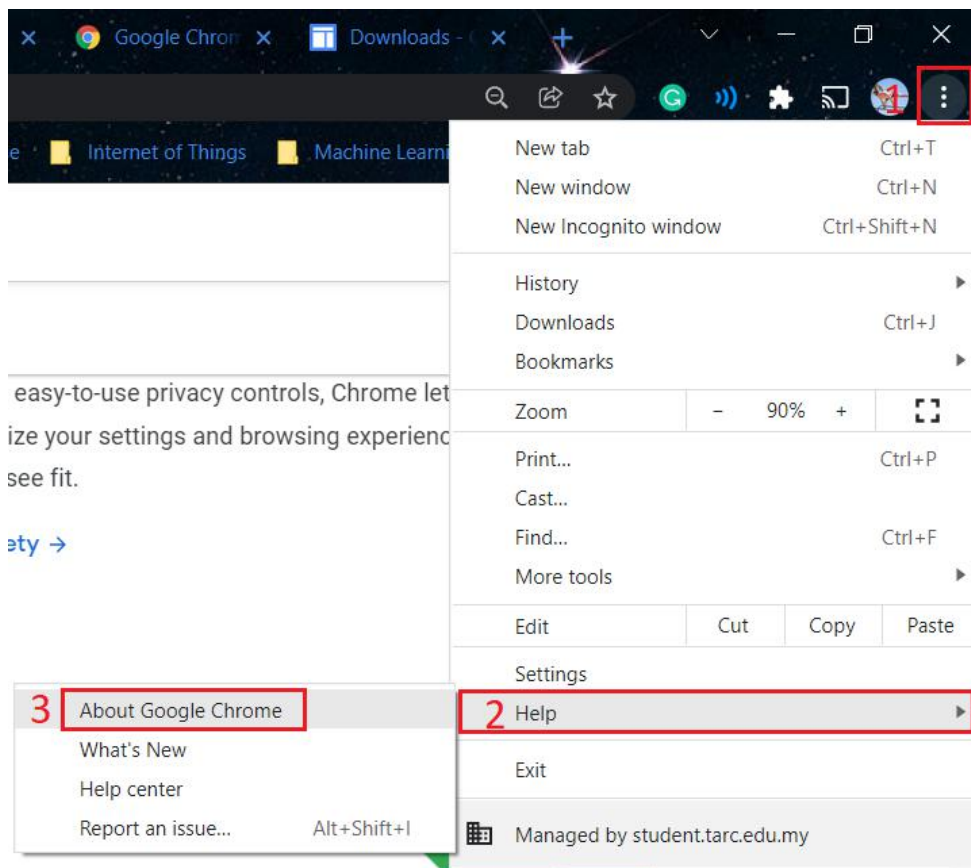 Google Chron
Downloads - G
1
e
Internet of Things
Machine Learni
New tab Ctrl+T
New window Ctrl+N
New Incognito window Ctrl+Shift+N
History
Downloads Ctrl+J
Bookmarks
easy-to-use privacy controls, Chrome let
Zoom - 90% +
ize your settings and browsing experienc
Print... Ctrl+P
see fit.
Cast...
Find... Ctrl+F
ety →
More tools
Edit Cut Copy Paste
Settings
3 About Google Chrome
2 Help
What's New
Exit
Help center
Report an issue... Alt+Shift+I
Managed by student.tarc.edu.my